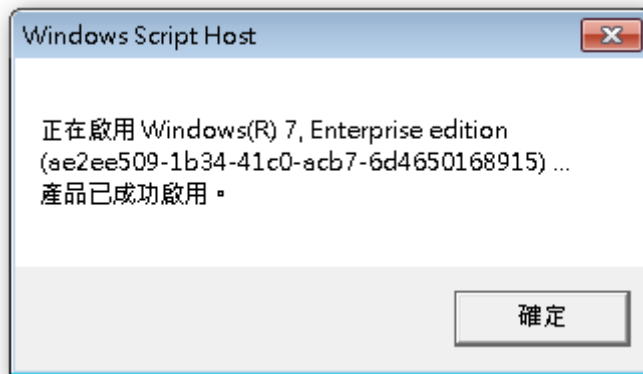 Windows Script Host
正在啟用 Windows(R) 7, Enterprise edition
(ae2ee509-1b34-41c0-acb7-6d4650168915) ...
產品已成功啟用。
確定